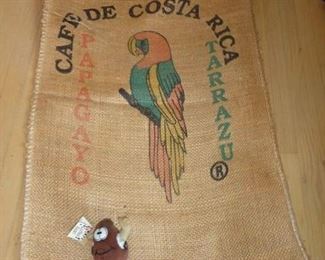 CAFE DE COSTA RICA
PAPAGAYO
TARRAZU
®